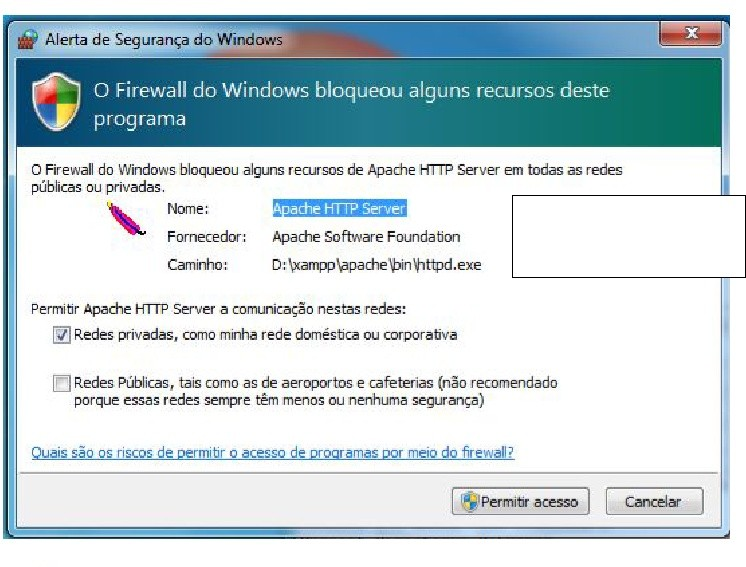 Alerta de Segurança do Windows
O Firewall do Windows bloqueou alguns recursos deste
programa
O Firewall do Windows bloqueou alguns recursos de Apache HTTP Server em todas as redes
públicas ou privadas.
Nome: Apache HTTP Server
Fornecedor: Apache Software Foundation
Caminho: D:\xampp\apache\bin\httpd.exe
Permitir Apache HTTP Server a comunicação nestas redes:
Redes privadas, como minha rede doméstica ou corporativa
Redes Públicas, tais como as de aeroportos e cafeterias (não recomendado
porque essas redes sempre têm menos ou nenhuma segurança)
Quais são os riscos de permitir o acesso de programas por meio do firewall?
Permitir acesso Cancelar